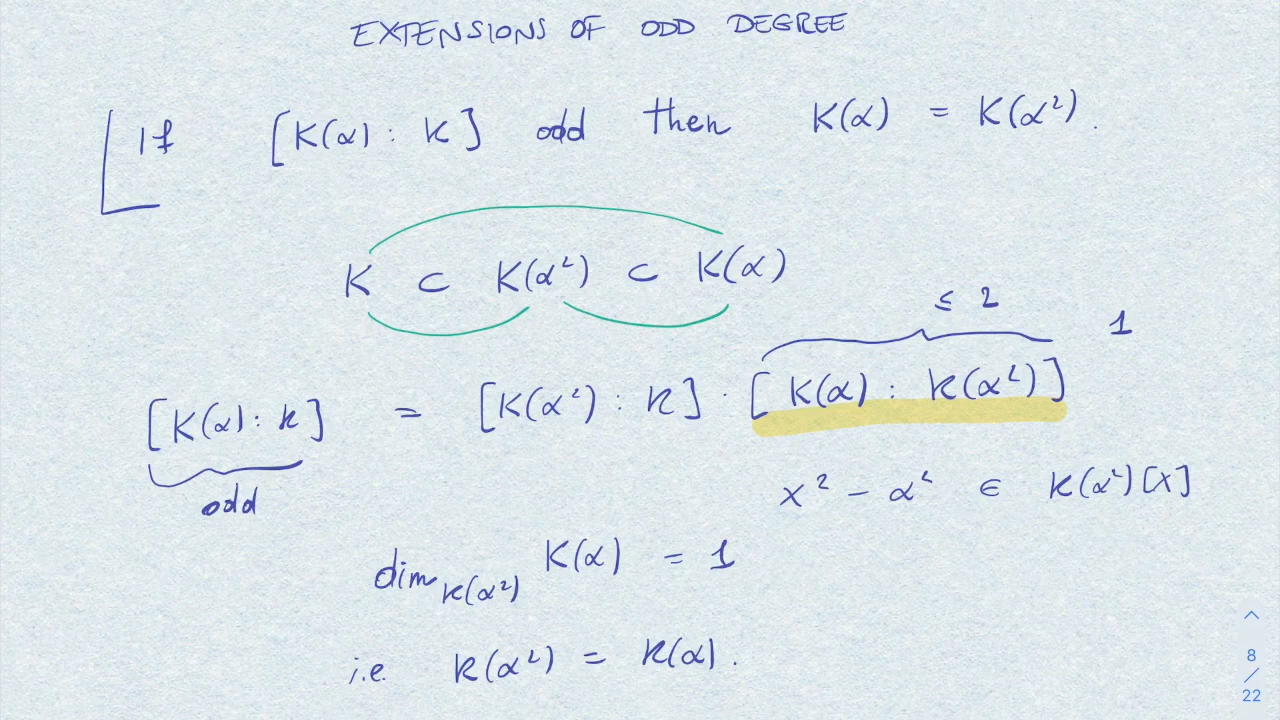 EXTENSIONS OF ODD DEGREE
If [K(α) : K] odd then K(α) = K(α²).
K ⊂ K(α²) ⊂ K(α)
≤ 2
1
[K(α) : K] = [K(α²) : K] · [K(α) : K(α²)]
odd
x² − α² ∈ K(α²)[X]
dim_{K(α²)} K(α) = 1
i.e. K(α²) = K(α).
8
/
22